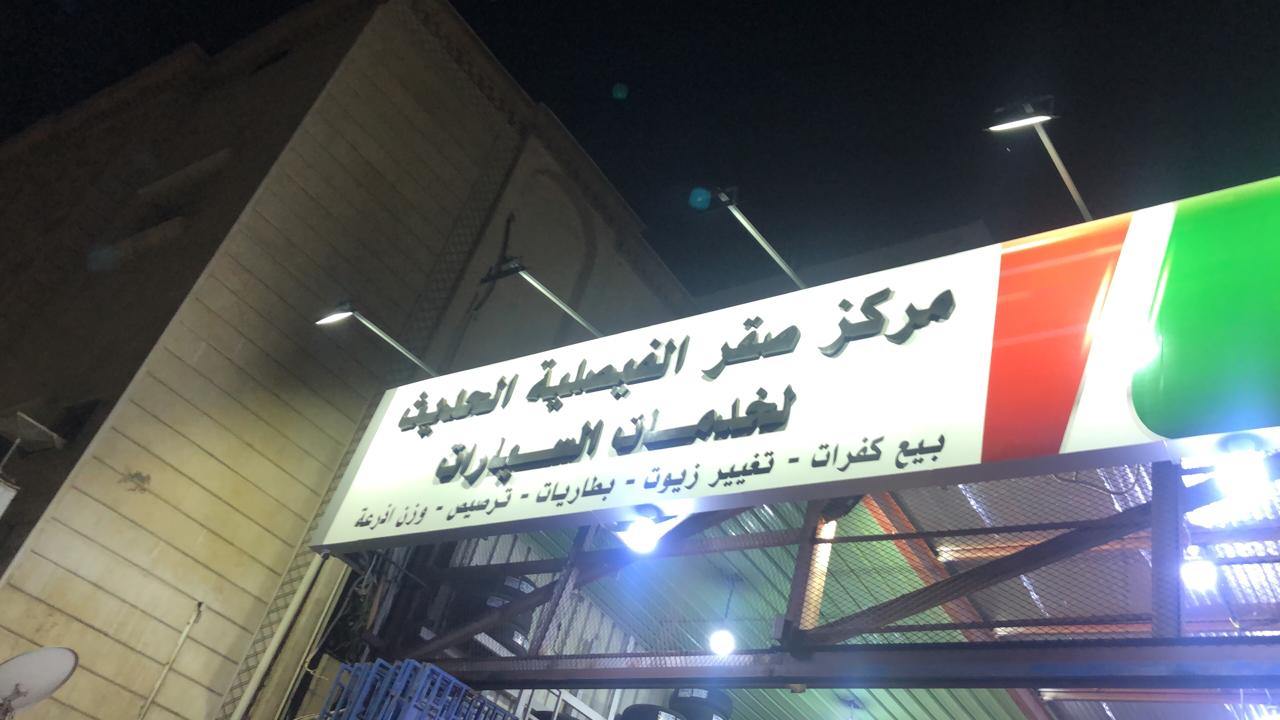 مركز صقر الفيصلية الحديث
لخدمات السيارات
بيع كفرات - تغيير زيوت - بطاريات - ترصيص - وزن اذرعة